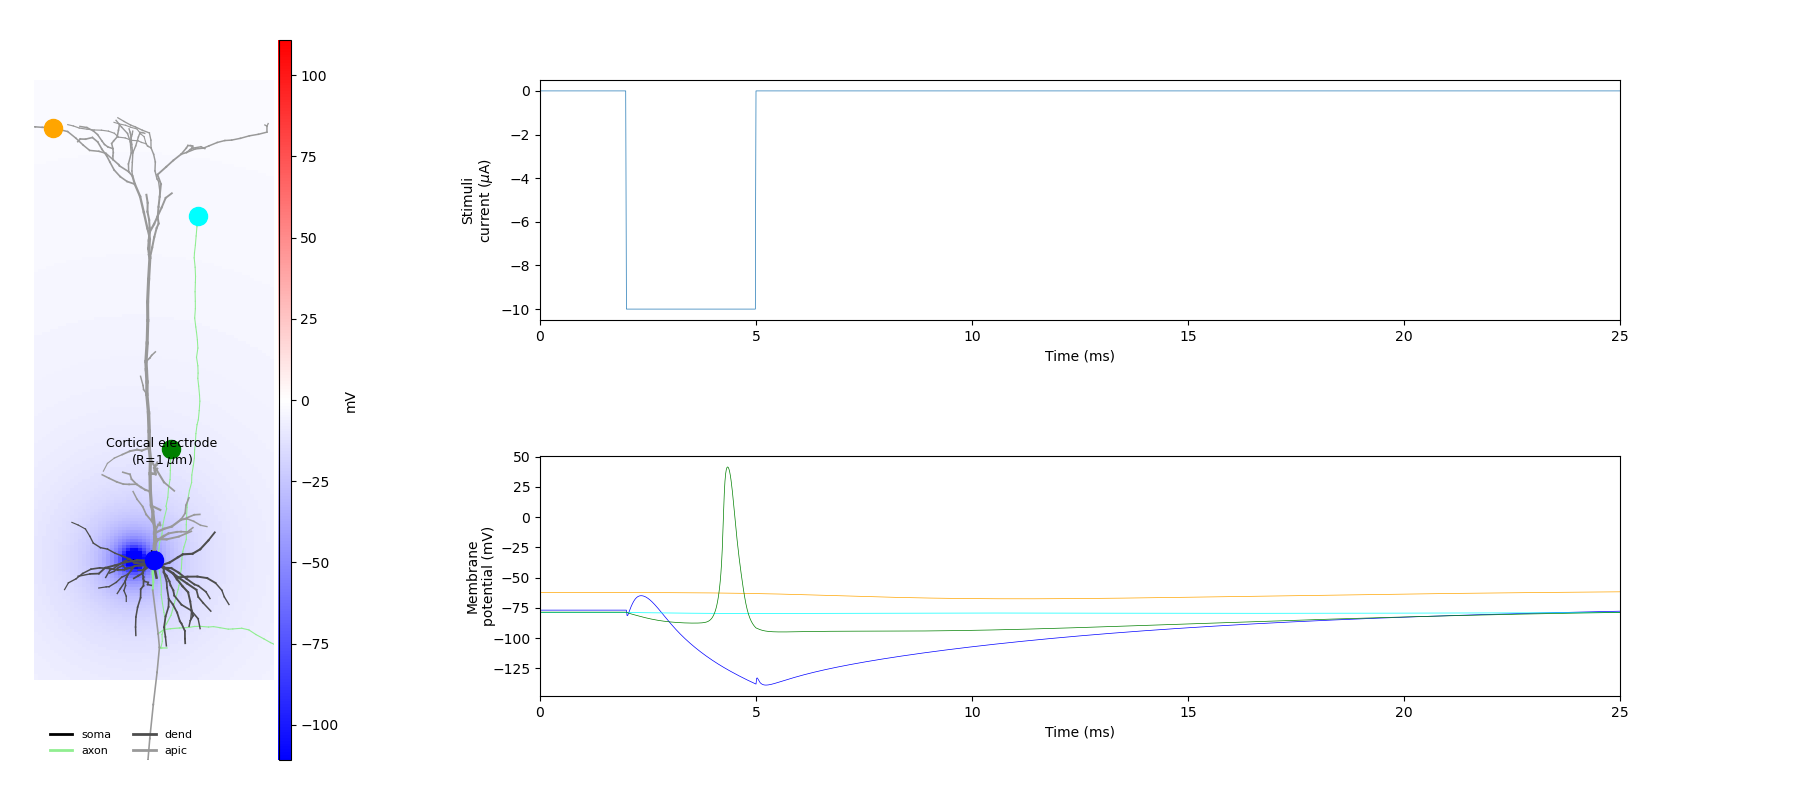 100
75
50
25
0
−25
−50
−75
−100
mV
Cortical electrode
(R=1 μm)
soma
axon
dend
apic
Stimuli
current (μA)
0
−2
−4
−6
−8
−10
0 5 10 15 20 25
Time (ms)
Membrane
potential (mV)
50
25
0
−25
−50
−75
−100
−125
0 5 10 15 20 25
Time (ms)